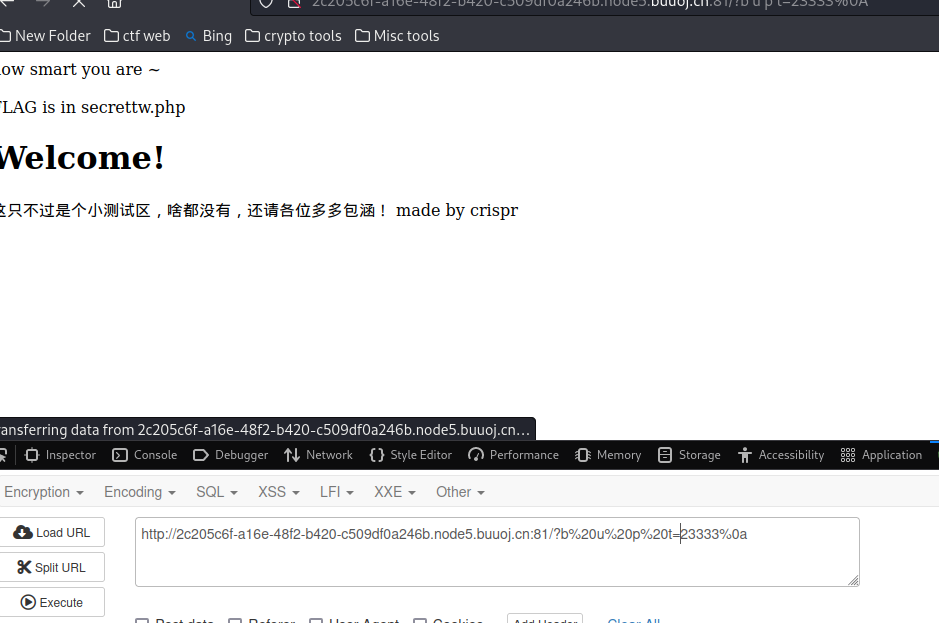 2c205c6f-a16e-48f2-b420-c509df0a246b.node5.buuoj.cn:81/?b u p t=23333%0A
New Folder ctf web Bing crypto tools Misc tools
ow smart you are ~
FLAG is in secrettw.php
Welcome!
这只不过是个小测试区，啥都没有，还请各位多多包涵！ made by crispr
ansferring data from 2c205c6f-a16e-48f2-b420-c509df0a246b.node5.buuoj.cn…
Inspector Console Debugger Network Style Editor Performance Memory Storage Accessibility Application
Encryption Encoding SQL XSS LFI XXE Other
Load URL
http://2c205c6f-a16e-48f2-b420-c509df0a246b.node5.buuoj.cn:81/?b%20u%20p%20t=23333%0a
Split URL
Execute
Post data Referer User Agent Cookies Add Header Clear All